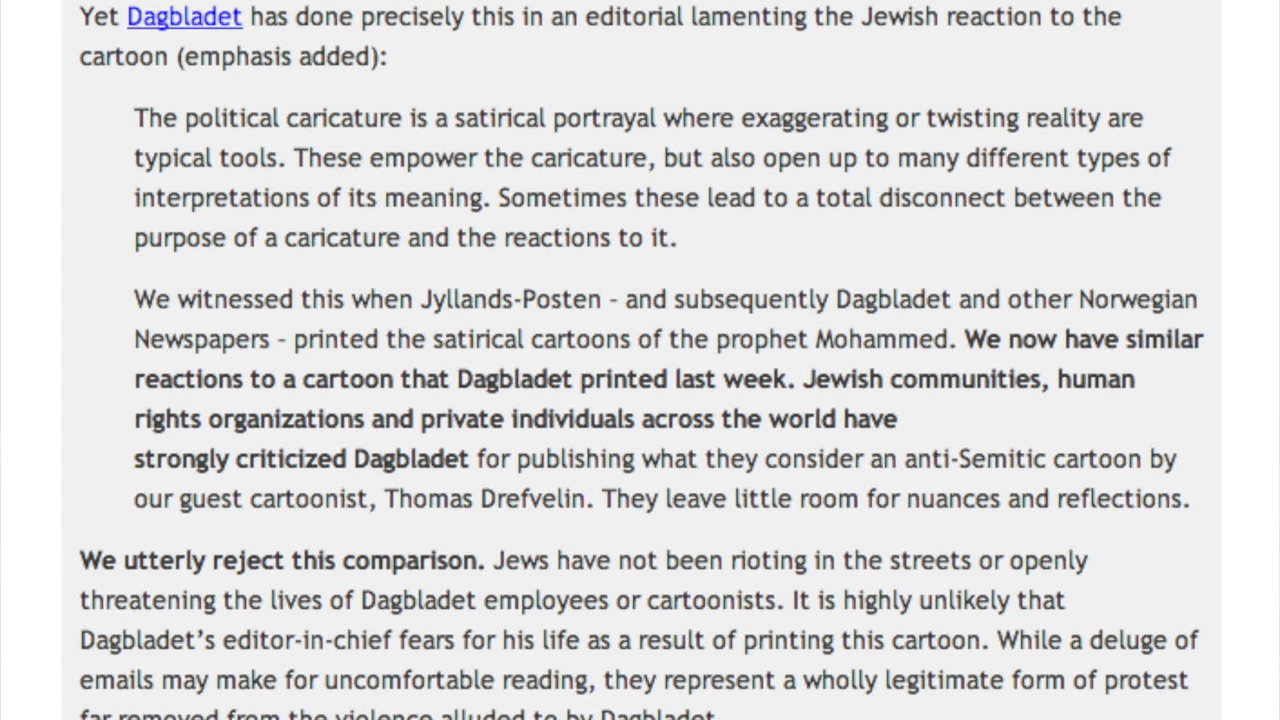 Yet Dagbladet has done precisely this in an editorial lamenting the Jewish reaction to the
cartoon (emphasis added):
The political caricature is a satirical portrayal where exaggerating or twisting reality are
typical tools. These empower the caricature, but also open up to many different types of
interpretations of its meaning. Sometimes these lead to a total disconnect between the
purpose of a caricature and the reactions to it.
We witnessed this when Jyllands-Posten – and subsequently Dagbladet and other Norwegian
Newspapers – printed the satirical cartoons of the prophet Mohammed. We now have similar
reactions to a cartoon that Dagbladet printed last week. Jewish communities, human
rights organizations and private individuals across the world have
strongly criticized Dagbladet for publishing what they consider an anti-Semitic cartoon by
our guest cartoonist, Thomas Drefvelin. They leave little room for nuances and reflections.
We utterly reject this comparison. Jews have not been rioting in the streets or openly
threatening the lives of Dagbladet employees or cartoonists. It is highly unlikely that
Dagbladet’s editor-in-chief fears for his life as a result of printing this cartoon. While a deluge of
emails may make for uncomfortable reading, they represent a wholly legitimate form of protest
far removed from the violence alluded to by Dagbladet.